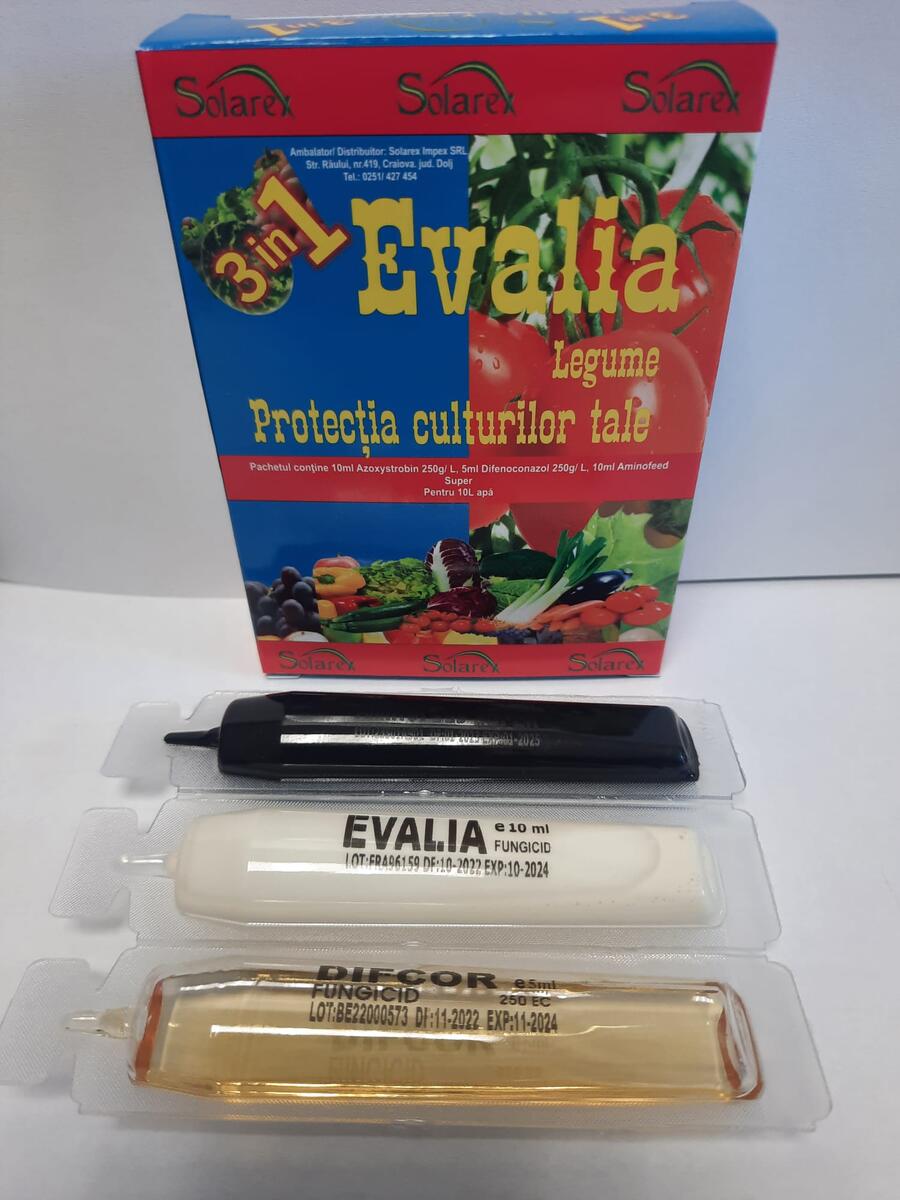 Solarex Solarex Solarex
Ambalator/ Distribuitor: Solarex Impex SRL
Str. Râului, nr.419, Craiova. jud. Dolj
Tel.: 0251/ 427 454
3 in 1
Evalia
Legume
Protecția culturilor tale
Pachetul conține 10ml Azoxystrobin 250g/ L, 5ml Difenoconazol 250g/ L, 10ml Aminofeed
Super
Pentru 10L apă
Solarex Solarex Solarex
EVALIA e 10 ml
FUNGICID
LOT:FRA96159 DF:10-2022 EXP:10-2024
DIFCOR e 5ml
FUNGICID 250 EC
LOT:BE22000573 DF:11-2022 EXP:11-2024